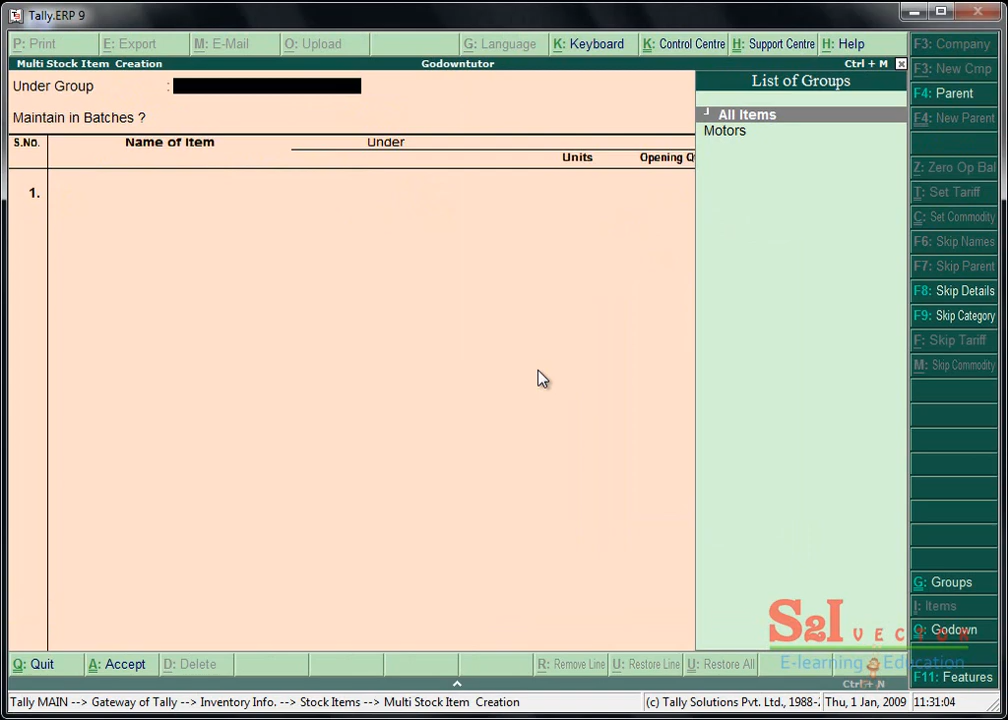 Tally.ERP 9
P: Print
E: Export
M: E-Mail
O: Upload
G: Language
K: Keyboard
K: Control Centre
H: Support Centre
H: Help
F3: Company
Multi Stock Item Creation
Godowntutor
Ctrl + M
F3: New Cmp
Under Group :
List of Groups
F4: Parent
All Items
Maintain in Batches ?
F4: New Parent
Motors
S.No.
Name of Item
Under
Units
Opening Q
Z: Zero Op Bal
1.
T: Set Tariff
C: Set Commodity
F6: Skip Names
F7: Skip Parent
F8: Skip Details
F9: Skip Category
F: Skip Tariff
M: Skip Commodity
G: Groups
I: Items
S2I VECTOR
Godown
E-learning Education
Q: Quit
A: Accept
D: Delete
R: Remove Line
U: Restore Line
U: Restore All
F11: Features
Ctrl + N
Tally MAIN --> Gateway of Tally --> Inventory Info. --> Stock Items --> Multi Stock Item Creation
(c) Tally Solutions Pvt. Ltd., 1988-
Thu, 1 Jan, 2009
11:31:04